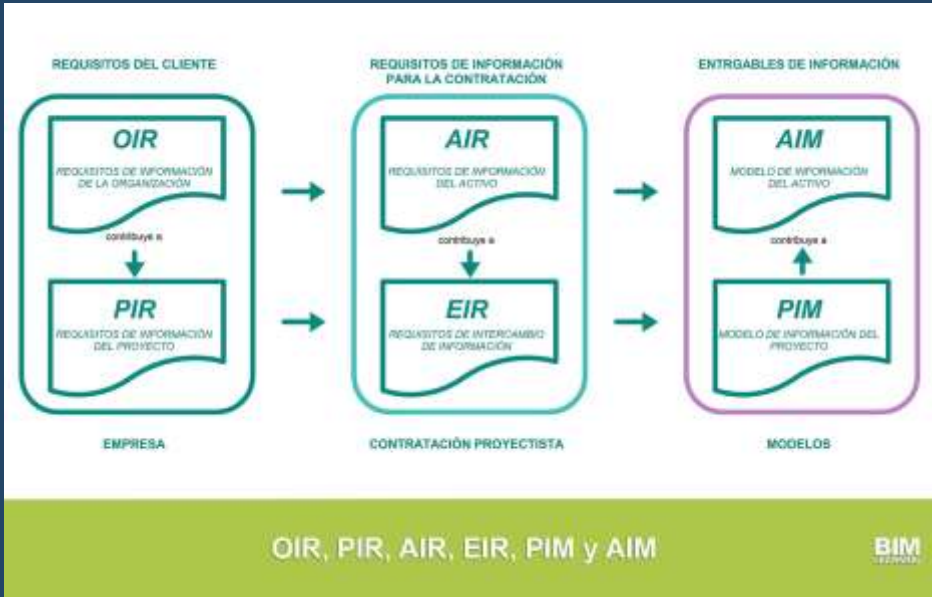 REQUISITOS DEL CLIENTE
OIR
REQUISITOS DE INFORMACIÓN
DE LA ORGANIZACIÓN
contribuye a
PIR
REQUISITOS DE INFORMACIÓN
DEL PROYECTO
EMPRESA
REQUISITOS DE INFORMACIÓN
PARA LA CONTRATACIÓN
AIR
REQUISITOS DE INFORMACIÓN
DEL ACTIVO
contribuye a
EIR
REQUISITOS DE INTERCAMBIO
DE INFORMACIÓN
CONTRATACIÓN PROYECTISTA
ENTRGABLES DE INFORMACIÓN
AIM
MODELO DE INFORMACIÓN
DEL ACTIVO
contribuye a
PIM
MODELO DE INFORMACIÓN DEL
PROYECTO
MODELOS
OIR, PIR, AIR, EIR, PIM y AIM
BIM